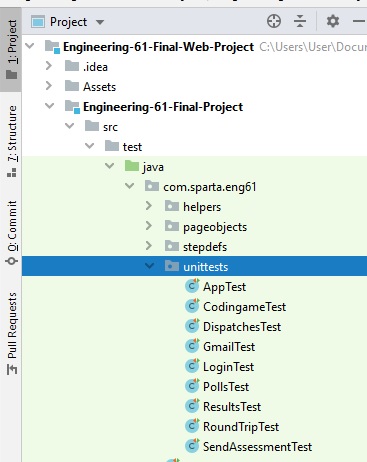 Project
Engineering-61-Final-Web-Project C:\Users\User\Docum
.idea
Assets
Engineering-61-Final-Project
src
test
java
com.sparta.eng61
helpers
pageobjects
stepdefs
unittests
AppTest
CodingameTest
DispatchesTest
GmailTest
LoginTest
PollsTest
ResultsTest
RoundTripTest
SendAssessmentTest
1: Project
7: Structure
0: Commit
Pull Requests